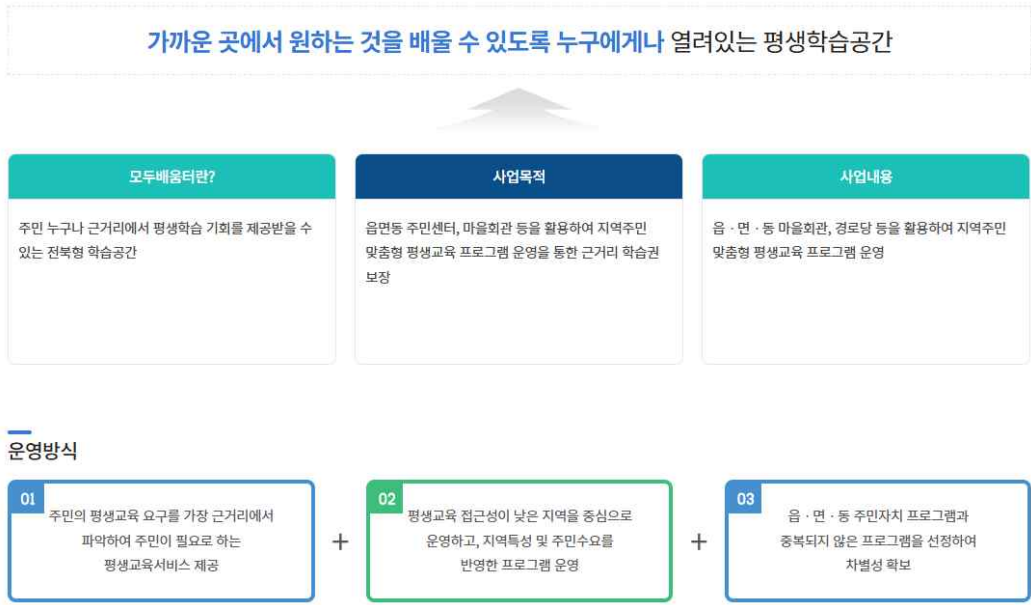 가까운 곳에서 원하는 것을 배울 수 있도록 누구에게나 열려있는 평생학습공간
모두배움터란?
주민 누구나 근거리에서 평생학습 기회를 제공받을 수
있는 전북형 학습공간
사업목적
읍면동 주민센터, 마을회관 등을 활용하여 지역주민
맞춤형 평생교육 프로그램 운영을 통한 근거리 학습권
보장
사업내용
읍 · 면 · 동 마을회관, 경로당 등을 활용하여 지역주민
맞춤형 평생교육 프로그램 운영
운영방식
01
주민의 평생교육 요구를 가장 근거리에서
파악하여 주민이 필요로 하는
평생교육서비스 제공
+
02
평생교육 접근성이 낮은 지역을 중심으로
운영하고, 지역특성 및 주민수요를
반영한 프로그램 운영
+
03
읍 · 면 · 동 주민자치 프로그램과
중복되지 않은 프로그램을 선정하여
차별성 확보